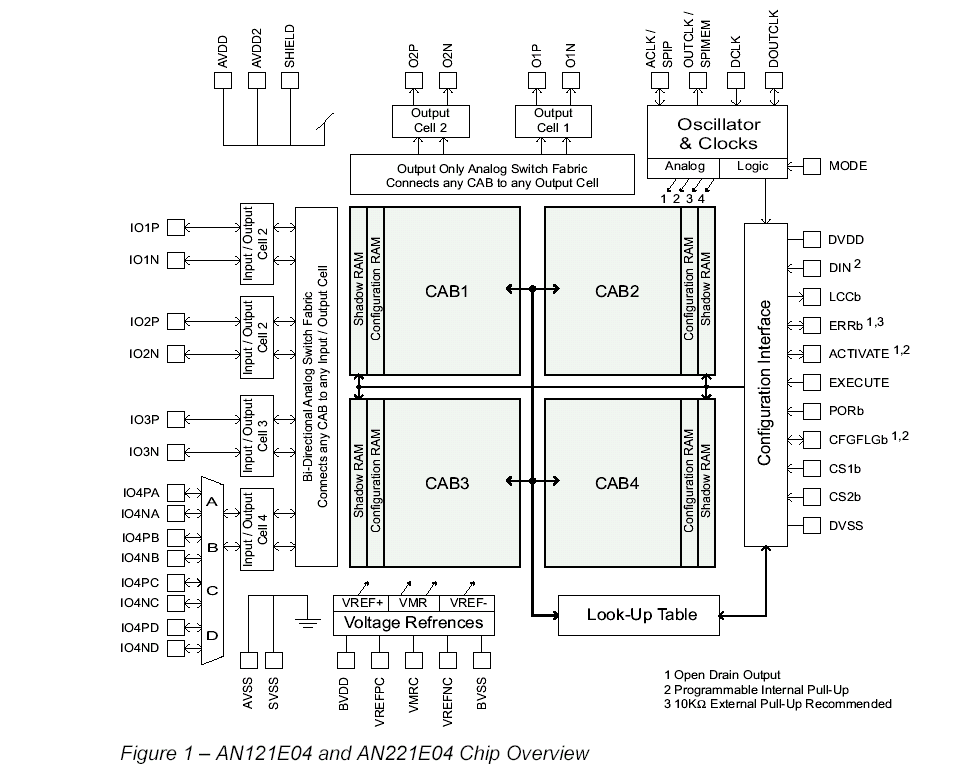 AVDD
AVDD2
SHIELD
O2P
O2N
O1P
O1N
ACLK /
SPIP
OUTCLK /
SPIMEM
DCLK
DOUTCLK
Output
Cell 2
Output
Cell 1
Oscillator
& Clocks
Analog
Logic
MODE
Output Only Analog Switch Fabric
Connects any CAB to any Output Cell
1 2 3 4
IO1P
IO1N
IO2P
IO2N
IO3P
IO3N
IO4PA
IO4NA
IO4PB
IO4NB
IO4PC
IO4NC
IO4PD
IO4ND
A
B
C
D
Input / Output
Cell 2
Input / Output
Cell 2
Input / Output
Cell 3
Input / Output
Cell 4
Bi-Directional Analog Switch Fabric
Connects any CAB to any Input / Output Cell
Shadow RAM
Configuration RAM
CAB1
CAB2
Configuration RAM
Shadow RAM
Shadow RAM
Configuration RAM
CAB3
CAB4
Configuration RAM
Shadow RAM
Configuration Interface
DVDD
DIN 2
LCCb
ERRb 1,3
ACTIVATE 1,2
EXECUTE
PORb
CFGFLGb 1,2
CS1b
CS2b
DVSS
AVSS
SVSS
VREF+
VMR
VREF-
Voltage Refrences
BVDD
VREFPC
VMRC
VREFNC
BVSS
Look-Up Table
1 Open Drain Output
2 Programmable Internal Pull-Up
3 10KΩ External Pull-Up Recommended
Figure 1 – AN121E04 and AN221E04 Chip Overview